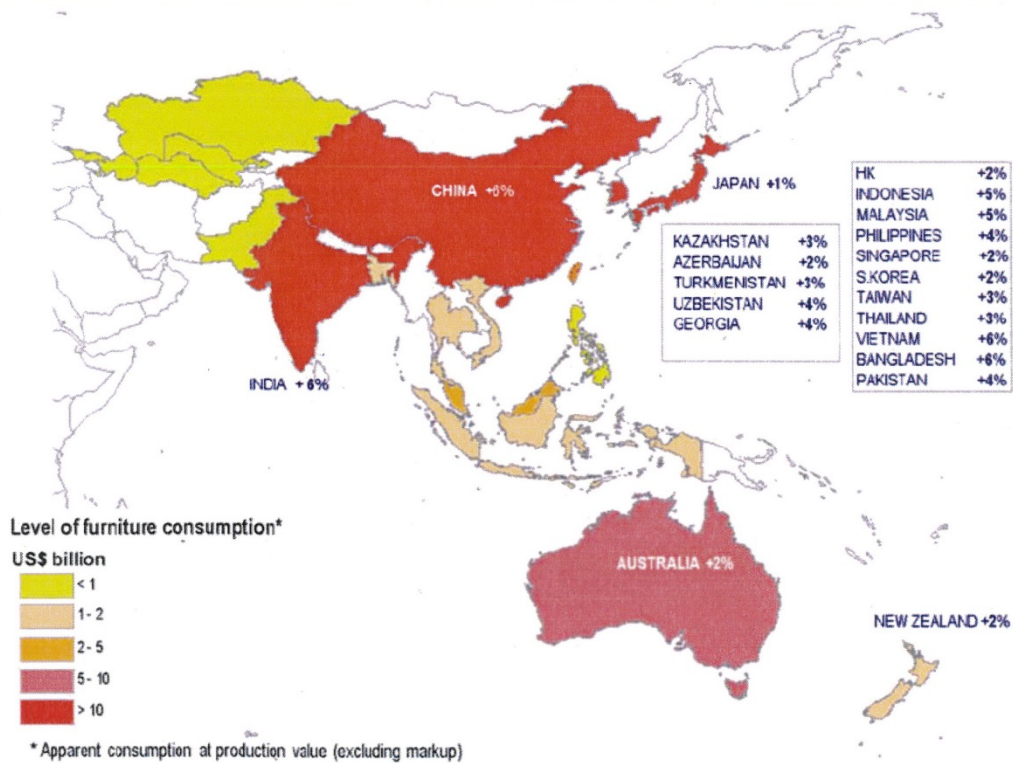 CHINA +6%
JAPAN +1%
HK +2%
INDONESIA +5%
MALAYSIA +5%
PHILIPPINES +4%
SINGAPORE +2%
S.KOREA +2%
TAIWAN +3%
THAILAND +3%
VIETNAM +6%
BANGLADESH +6%
PAKISTAN +4%
KAZAKHSTAN +3%
AZERBAIJAN +2%
TURKMENISTAN +3%
UZBEKISTAN +4%
GEORGIA +4%
INDIA + 6%
Level of furniture consumption*
US$ billion
< 1
1- 2
2- 5
5- 10
> 10
AUSTRALIA +2%
NEW ZEALAND +2%
* Apparent consumption at production value (excluding markup)